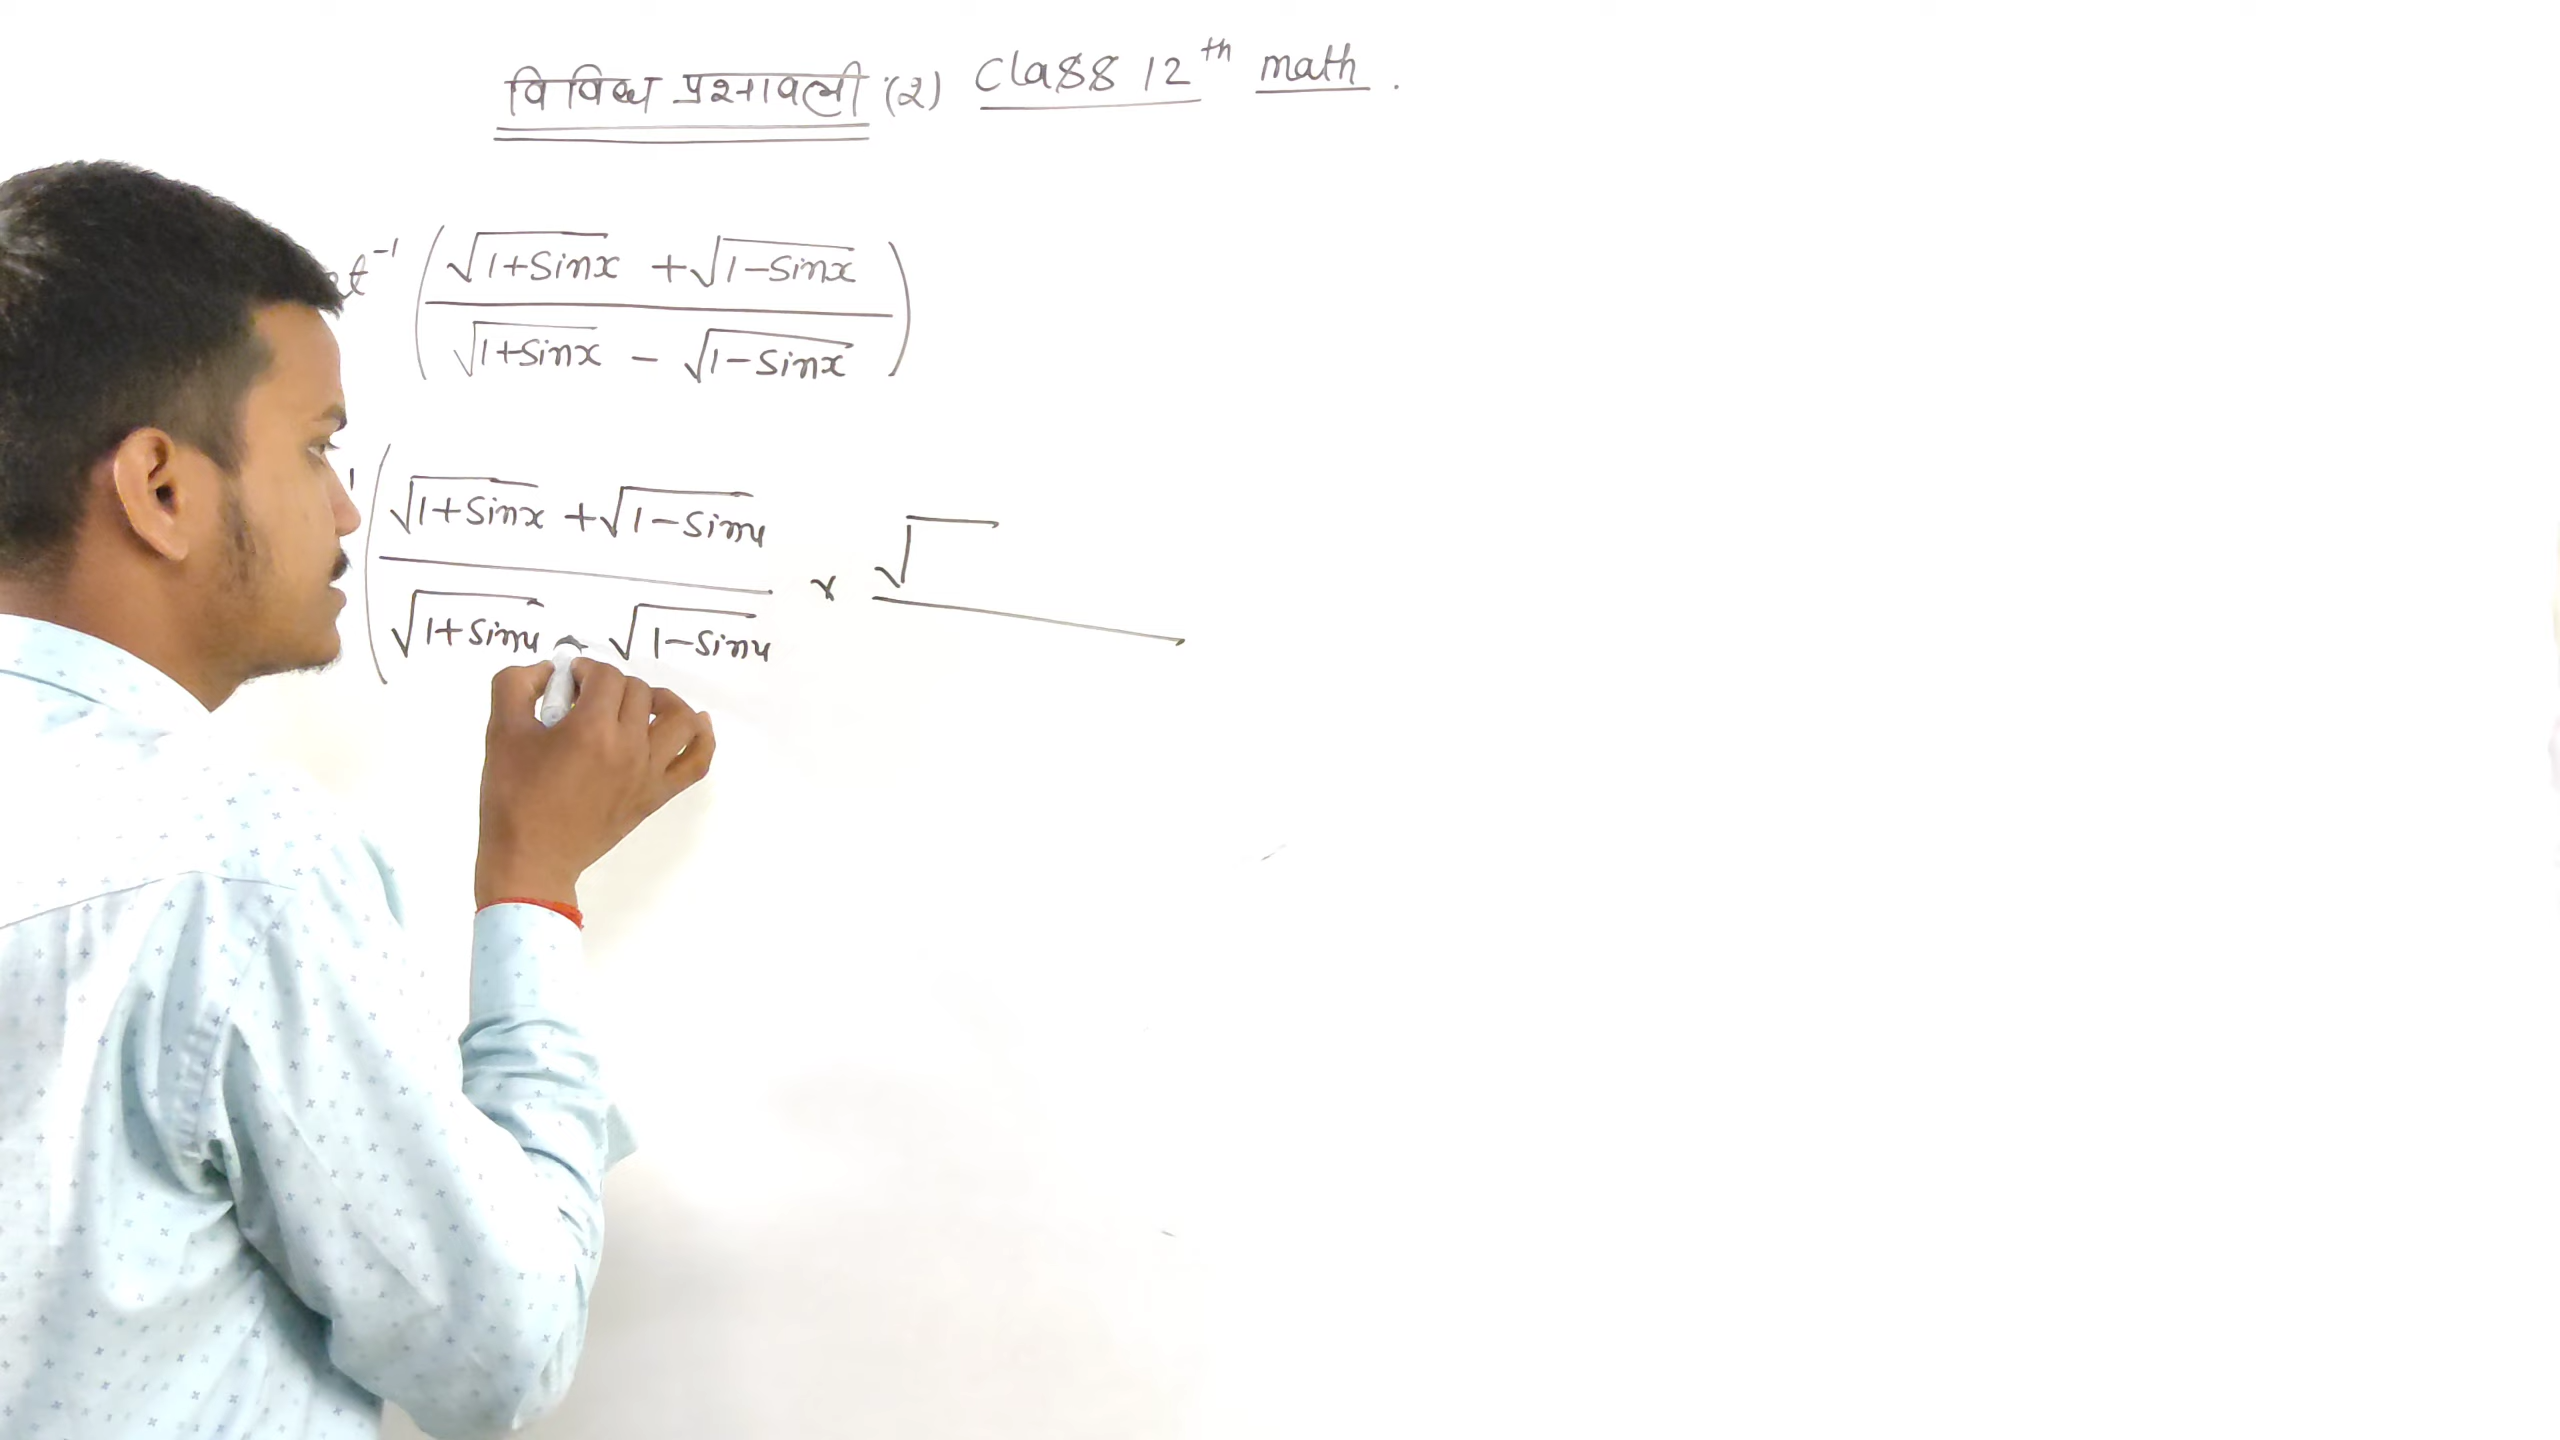 विविध प्रश्नावली (2) Class 12th math .
t⁻¹ ( √(1+Sinx) + √(1-Sinx)
√(1+Sinx) - √(1-Sinx) )
¹ ( √(1+Sinx) + √(1-Sinx) × √
√(1+Sinx) - √(1-Sinx)